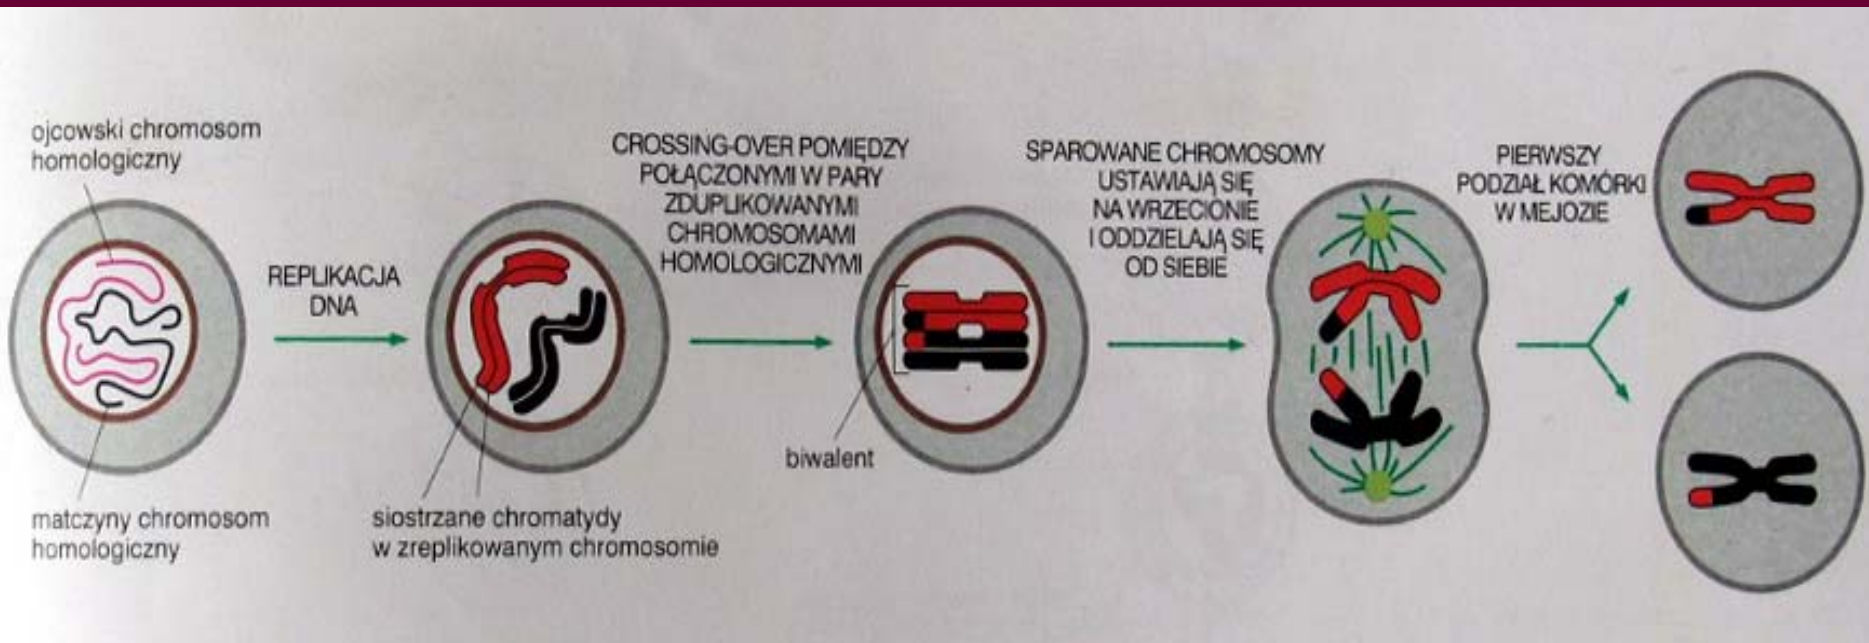 ojcowski chromosom
homologiczny
matczyny chromosom
homologiczny
REPLIKACJA
DNA
siostrzane chromatydy
w zreplikowanym chromosomie
CROSSING-OVER POMIĘDZY
POŁĄCZONYMI W PARY
ZDUPLIKOWANYMI
CHROMOSOMAMI
HOMOLOGICZNYMI
biwalent
SPAROWANE CHROMOSOMY
USTAWIAJĄ SIĘ
NA WRZECIONIE
I ODDZIELAJĄ SIĘ
OD SIEBIE
PIERWSZY
PODZIAŁ KOMÓRKI
W MEJOZIE